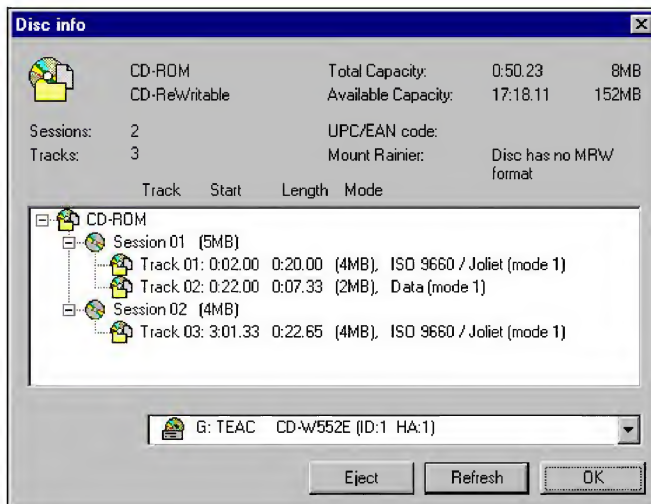 Disc info
CD-ROM Total Capacity: 0:50.23 8MB
CD-ReWritable Available Capacity: 17:18.11 152MB
Sessions: 2 UPC/EAN code:
Tracks: 3 Mount Rainier: Disc has no MRW
format
Track Start Length Mode
CD-ROM
Session 01 (5MB)
Track 01: 0:02.00 0:20.00 (4MB), ISO 9660 / Joliet (mode 1)
Track 02: 0:22.00 0:07.33 (2MB), Data (mode 1)
Session 02 (4MB)
Track 03: 3:01.33 0:22.65 (4MB), ISO 9660 / Joliet (mode 1)
G: TEAC CD-W552E (ID:1 HA:1)
Eject Refresh OK